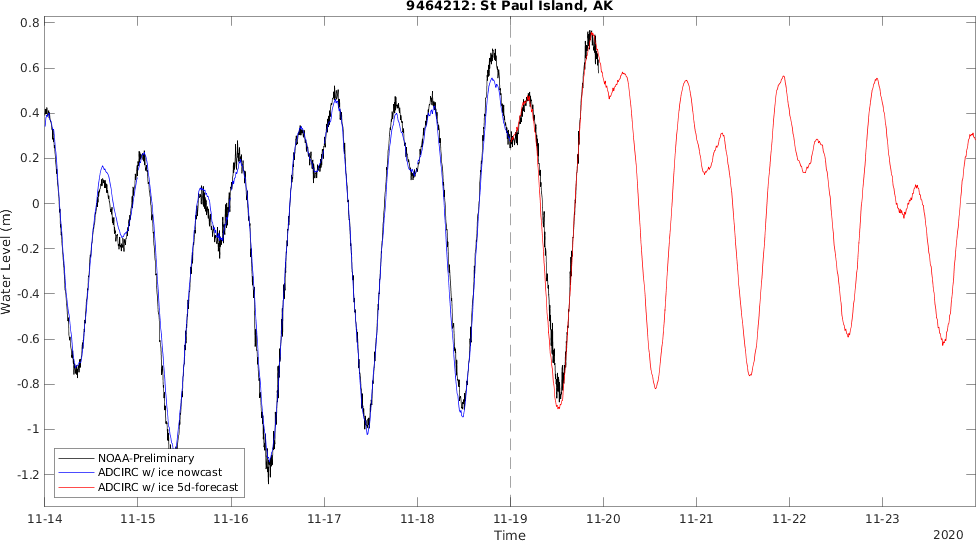 9464212: St Paul Island, AK
0.8
0.6
0.4
0.2
0
-0.2
-0.4
-0.6
-0.8
-1
-1.2
Water Level (m)
NOAA-Preliminary
ADCIRC w/ ice nowcast
ADCIRC w/ ice 5d-forecast
11-14 11-15 11-16 11-17 11-18 11-19 11-20 11-21 11-22 11-23
Time
2020